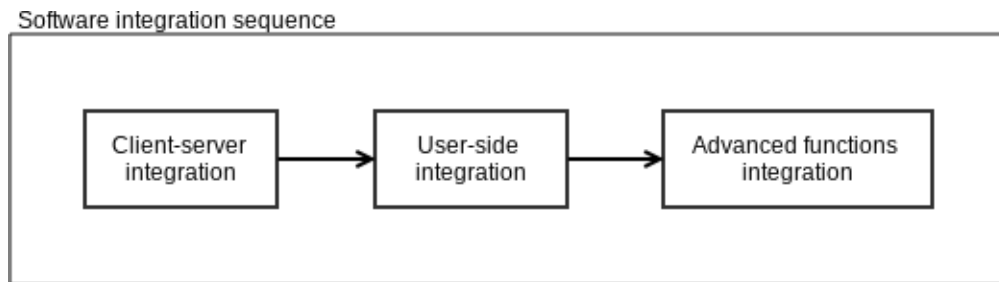 Software integration sequence
Client-server
integration
User-side
integration
Advanced functions
integration